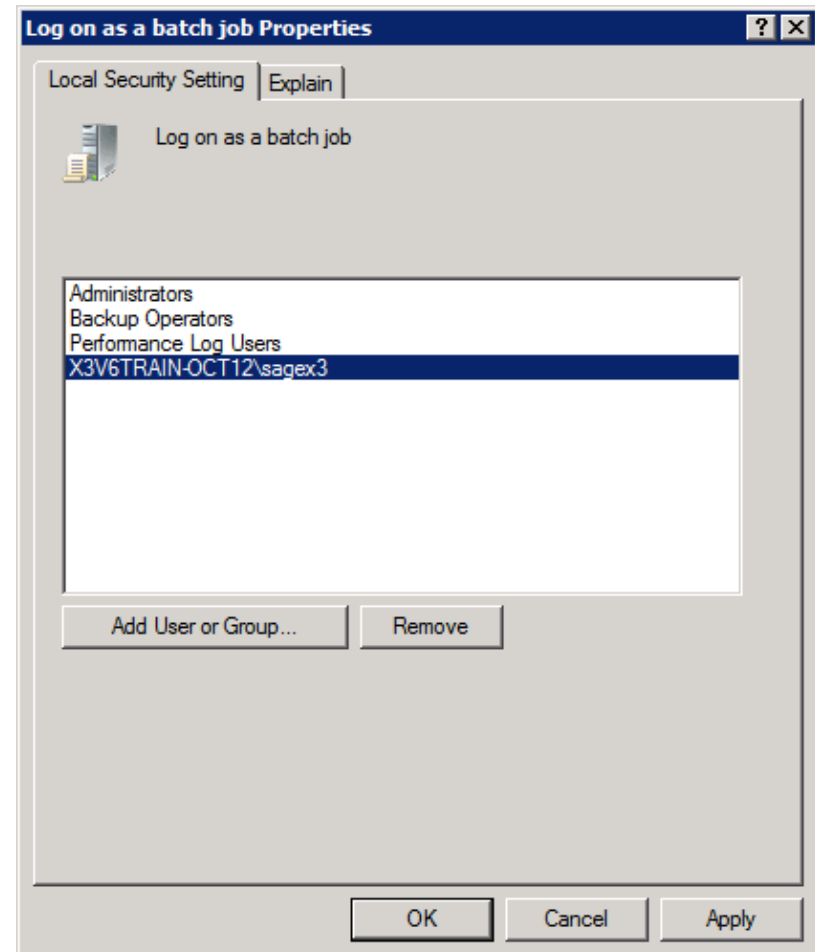 Log on as a batch job Properties
Local Security Setting Explain
Log on as a batch job
Administrators
Backup Operators
Performance Log Users
X3V6TRAIN-OCT12\sagex3
Add User or Group... Remove
OK Cancel Apply